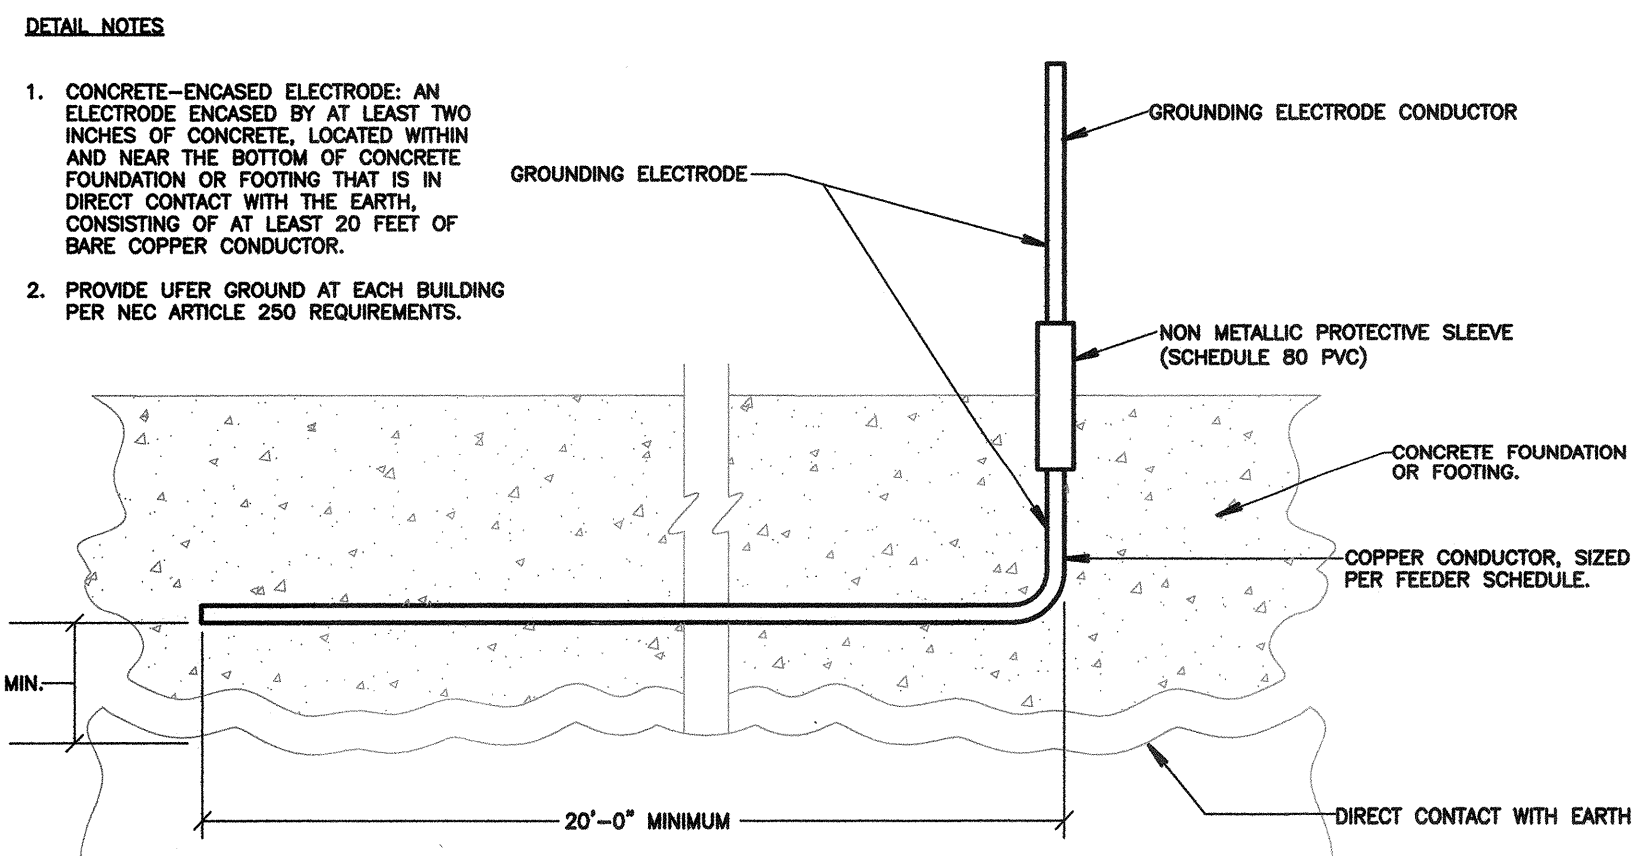 DETAIL NOTES
1. CONCRETE-ENCASED ELECTRODE: AN
ELECTRODE ENCASED BY AT LEAST TWO
INCHES OF CONCRETE, LOCATED WITHIN
AND NEAR THE BOTTOM OF CONCRETE
FOUNDATION OR FOOTING THAT IS IN
DIRECT CONTACT WITH THE EARTH,
CONSISTING OF AT LEAST 20 FEET OF
BARE COPPER CONDUCTOR.
2. PROVIDE UFER GROUND AT EACH BUILDING
PER NEC ARTICLE 250 REQUIREMENTS.
GROUNDING ELECTRODE CONDUCTOR
GROUNDING ELECTRODE
NON METALLIC PROTECTIVE SLEEVE
(SCHEDULE 80 PVC)
CONCRETE FOUNDATION
OR FOOTING.
COPPER CONDUCTOR, SIZED
PER FEEDER SCHEDULE.
MIN.
20'-0" MINIMUM
DIRECT CONTACT WITH EARTH